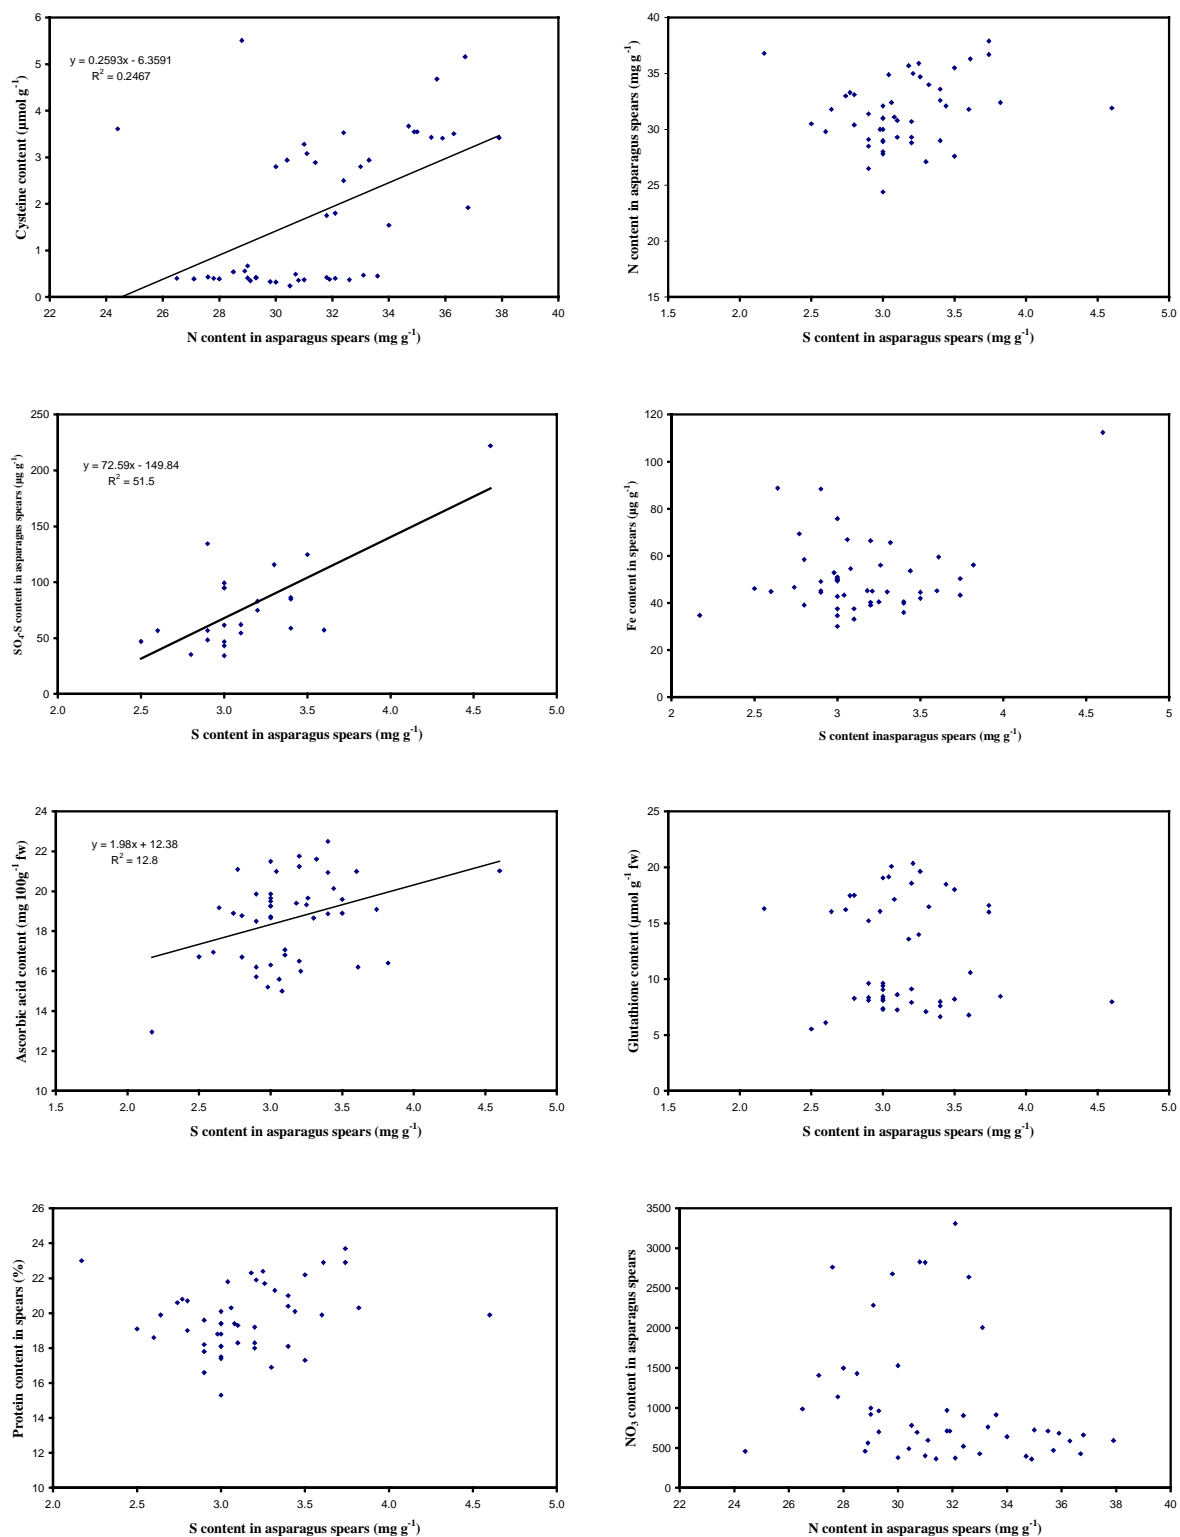 6
5
4
3
2
1
0
y = 0.2593x - 6.3591
R² = 0.2467
22 24 26 28 30 32 34 36 38 40
Cysteine content (µmol g⁻¹)
N content in asparagus spears (mg g⁻¹)
40
35
30
25
20
15
1.5 2.0 2.5 3.0 3.5 4.0 4.5 5.0
N content in asparagus spears (mg g⁻¹)
S content in asparagus spears (mg g⁻¹)
250
200
150
100
50
0
y = 72.59x - 149.84
R² = 51.5
2.0 2.5 3.0 3.5 4.0 4.5 5.0
SO₄-S content in asparagus spears (µg g⁻¹)
S content in asparagus spears (mg g⁻¹)
120
100
80
60
40
20
0
2 2.5 3 3.5 4 4.5 5
Fe content in spears (µg g⁻¹)
S content inasparagus spears (mg g⁻¹)
24
22
20
18
16
14
12
10
y = 1.98x + 12.38
R² = 12.8
1.5 2.0 2.5 3.0 3.5 4.0 4.5 5.0
Ascorbic acid content (mg 100g⁻¹ fw)
S content in asparagus spears (mg g⁻¹)
25
20
15
10
5
0
1.5 2.0 2.5 3.0 3.5 4.0 4.5 5.0
Glutathione content (µmol g⁻¹ fw)
S content in asparagus spears (mg g⁻¹)
26
24
22
20
18
16
14
12
10
2.0 2.5 3.0 3.5 4.0 4.5 5.0
Protein content in spears (%)
S content in asparagus spears (mg g⁻¹)
3500
3000
2500
2000
1500
1000
500
0
22 24 26 28 30 32 34 36 38 40
NO₃ content in asparagus spears
N content in asparagus spears (mg g⁻¹)